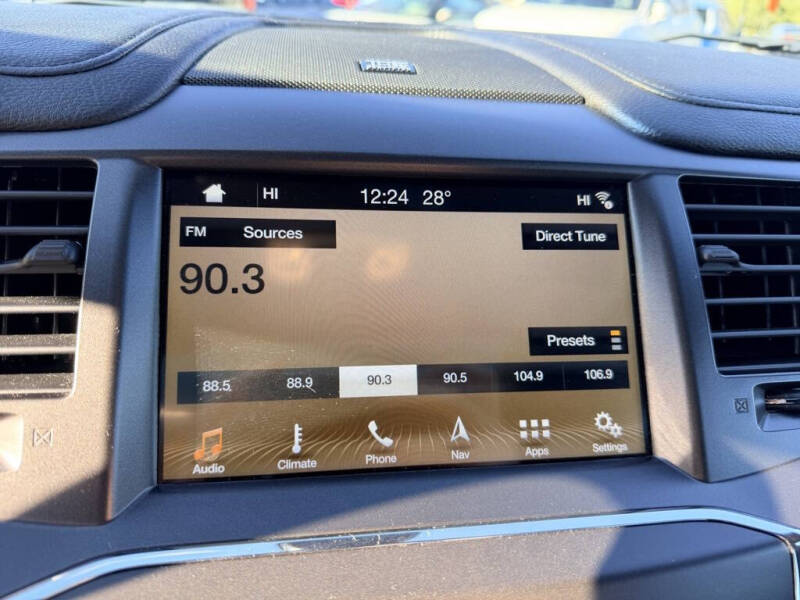 HI 12:24 28° HI
FM Sources Direct Tune
90.3
Presets
88.5 88.9 90.3 90.5 104.9 106.9
Audio Climate Phone Nav Apps Settings